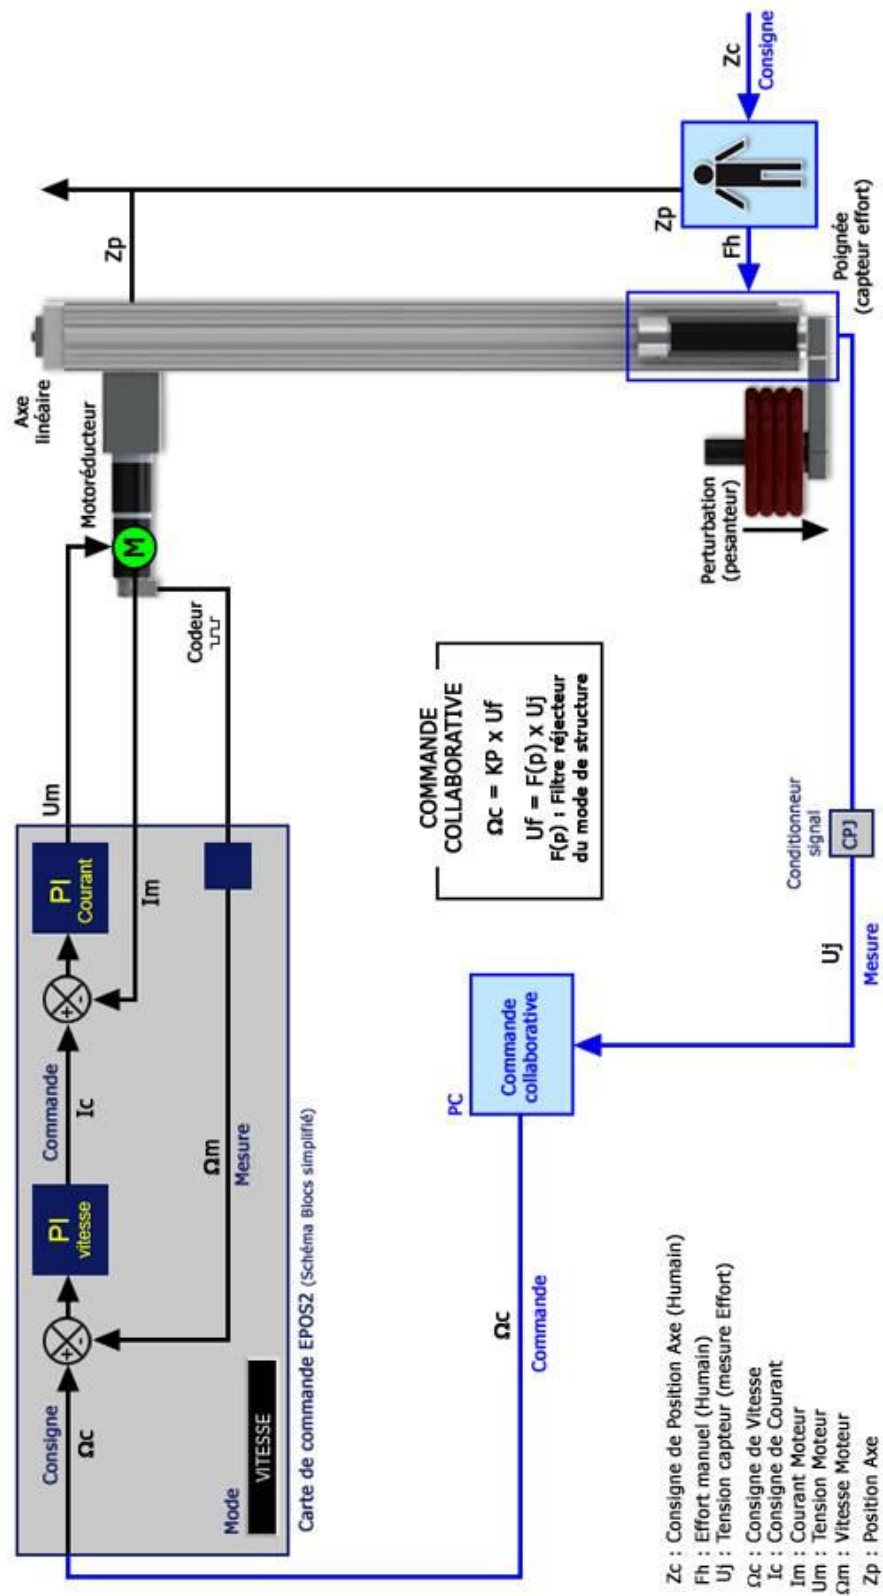 Axe
linéaire
Motoréducteur
Zp
Um
M
Codeur
PI
Courant
Im
Commande
Ic
PI
vitesse
Ωm
Mesure
Consigne
Ωc
Mode
VITESSE
Carte de commande EPOS2 (Schéma Blocs simplifié)
COMMANDE
COLLABORATIVE
Ωc = KP x Uf
Uf = F(p) x Uj
F(p) : Filtre réjecteur
du mode de structure
Perturbation
(pesanteur)
Zp
Fh
Zc
Consigne
Poignée
(capteur effort)
PC
Commande
collaborative
Conditionneur
signal
CPJ
Uj
Mesure
Ωc
Commande
Zc : Consigne de Position Axe (Humain)
Fh : Effort manuel (Humain)
Uj : Tension capteur (mesure Effort)
Ωc : Consigne de Vitesse
Ic : Consigne de Courant
Im : Courant Moteur
Um : Tension Moteur
Ωm : Vitesse Moteur
Zp : Position Axe